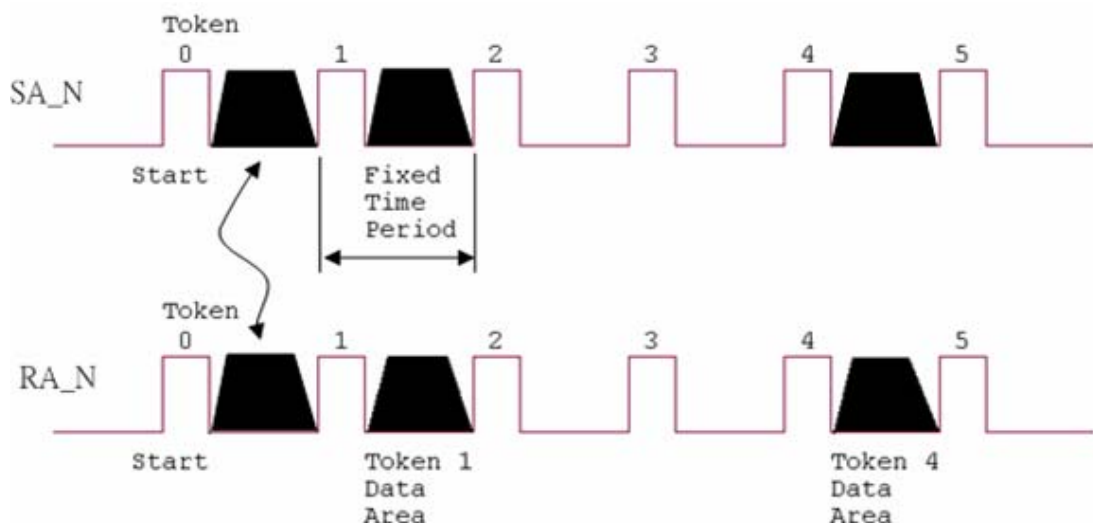 Token
0 1 2 3 4 5
SA_N
Start
Fixed
Time
Period
Token
0 1 2 3 4 5
RA_N
Start
Token 1
Data
Area
Token 4
Data
Area